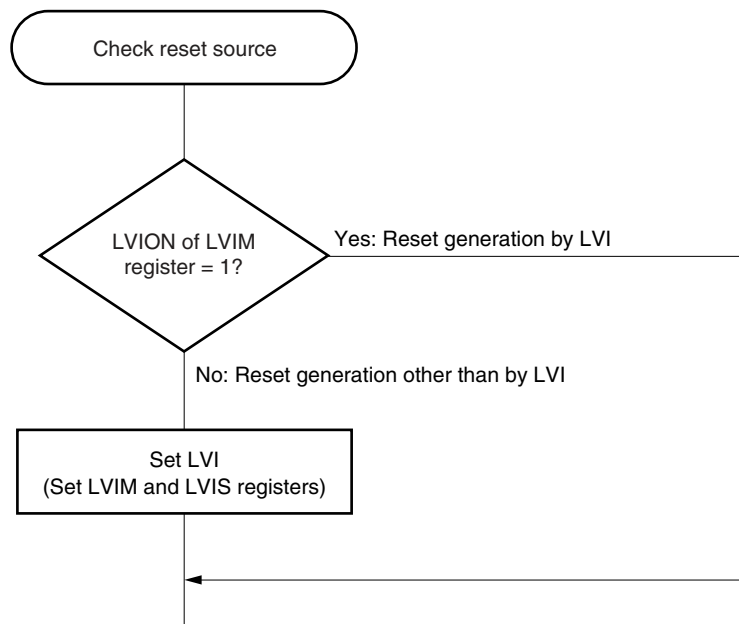 Check reset source
LVION of LVIM
register = 1?
Yes: Reset generation by LVI
No: Reset generation other than by LVI
Set LVI
(Set LVIM and LVIS registers)